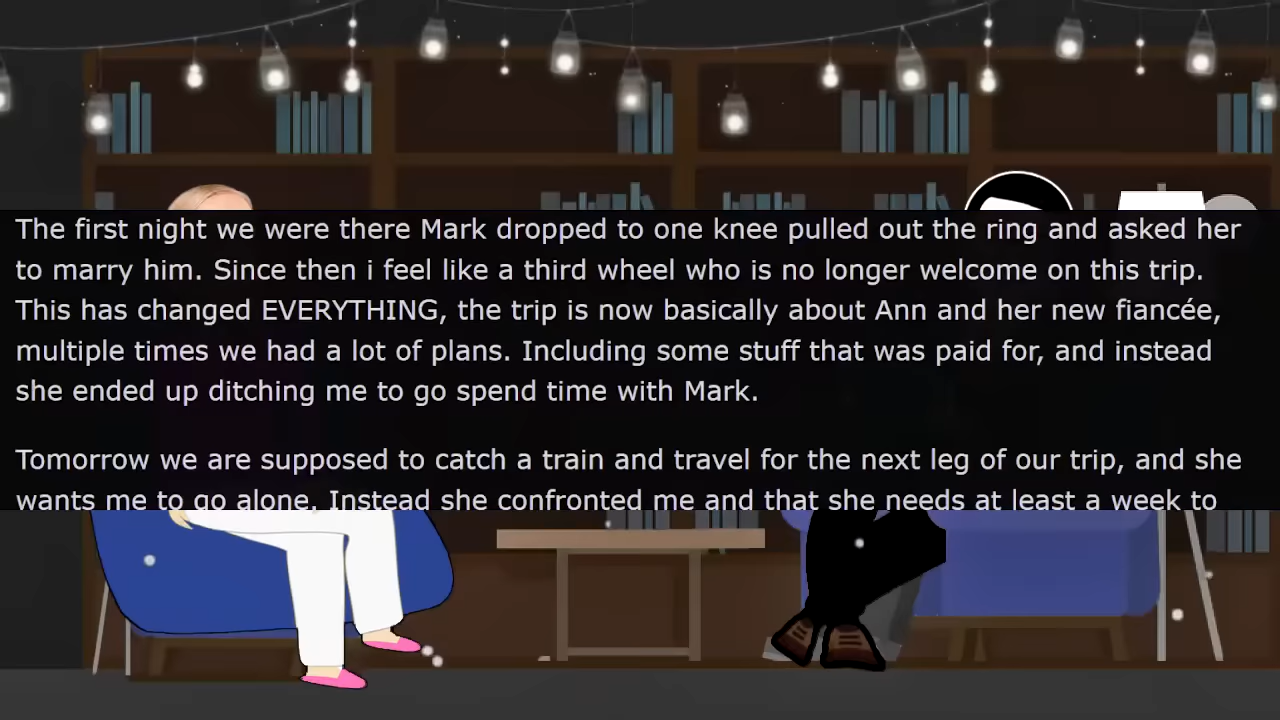 The first night we were there Mark dropped to one knee pulled out the ring and asked her
to marry him. Since then i feel like a third wheel who is no longer welcome on this trip.
This has changed EVERYTHING, the trip is now basically about Ann and her new fiancée,
multiple times we had a lot of plans. Including some stuff that was paid for, and instead
she ended up ditching me to go spend time with Mark.
Tomorrow we are supposed to catch a train and travel for the next leg of our trip, and she
wants me to go alone. Instead she confronted me and that she needs at least a week to